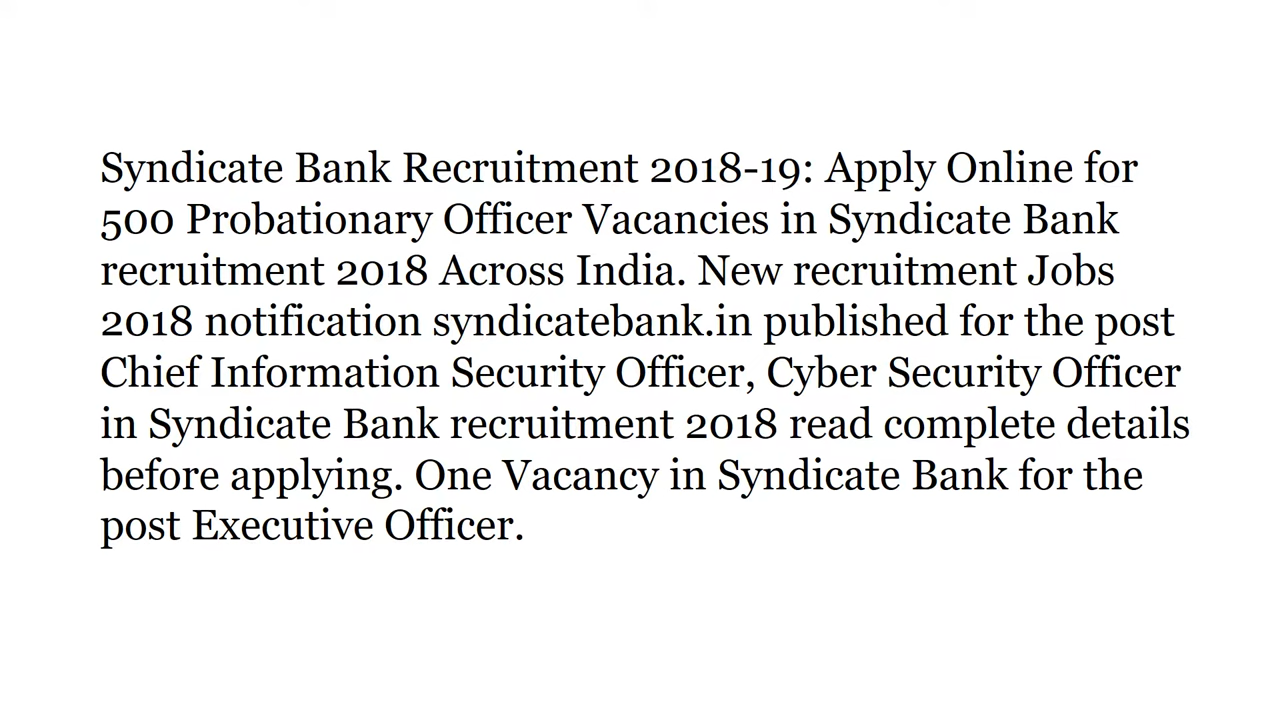 Syndicate Bank Recruitment 2018-19: Apply Online for
500 Probationary Officer Vacancies in Syndicate Bank
recruitment 2018 Across India. New recruitment Jobs
2018 notification syndicatebank.in published for the post
Chief Information Security Officer, Cyber Security Officer
in Syndicate Bank recruitment 2018 read complete details
before applying. One Vacancy in Syndicate Bank for the
post Executive Officer.